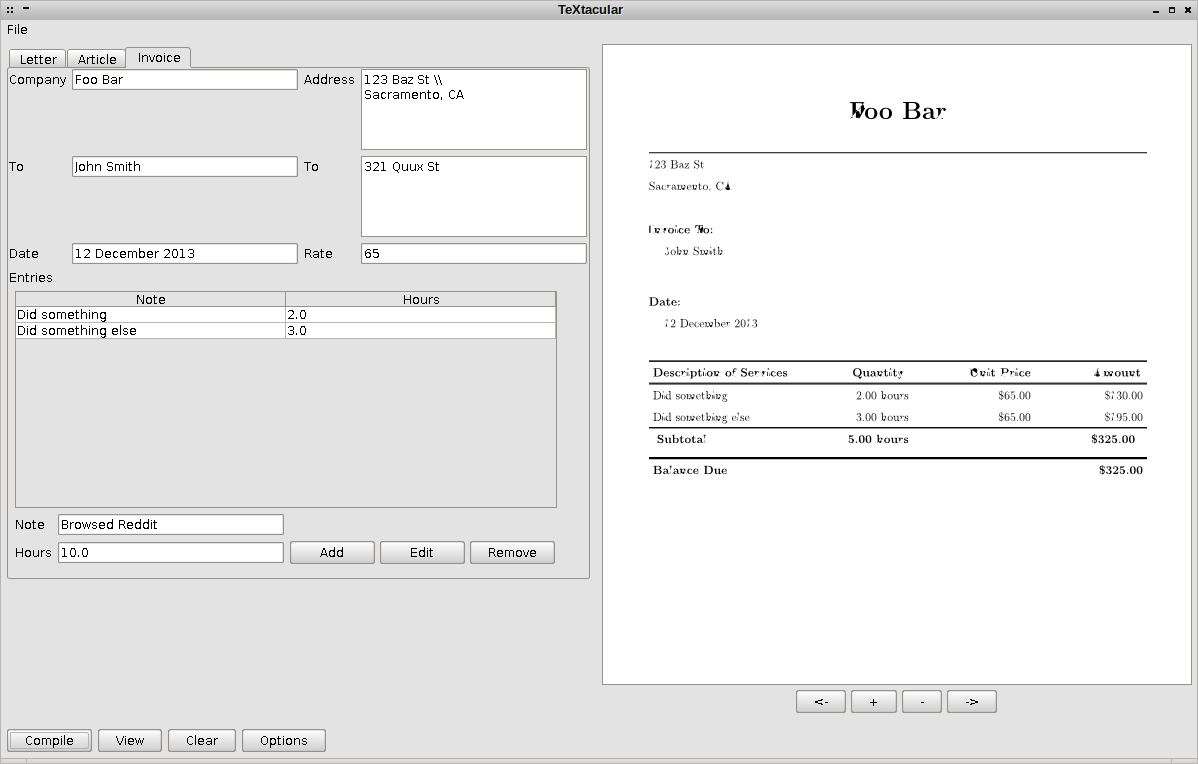 TeXtacular
File
Letter Article Invoice
Company Foo Bar Address 123 Baz St \\
Sacramento, CA
To John Smith To 321 Quux St
Date 12 December 2013 Rate 65
Entries
Note Hours
Did something 2.0
Did something else 3.0
Note Browsed Reddit
Hours 10.0 Add Edit Remove
Compile View Clear Options
Foo Bar
123 Baz St
Sacramento, CA
Invoice To:
John Smith
Date:
12 December 2013
Description of Services Quantity Unit Price Amount
Did something 2.00 hours $65.00 $130.00
Did something else 3.00 hours $65.00 $195.00
Subtotal 5.00 hours $325.00
Balance Due $325.00
<- + - ->